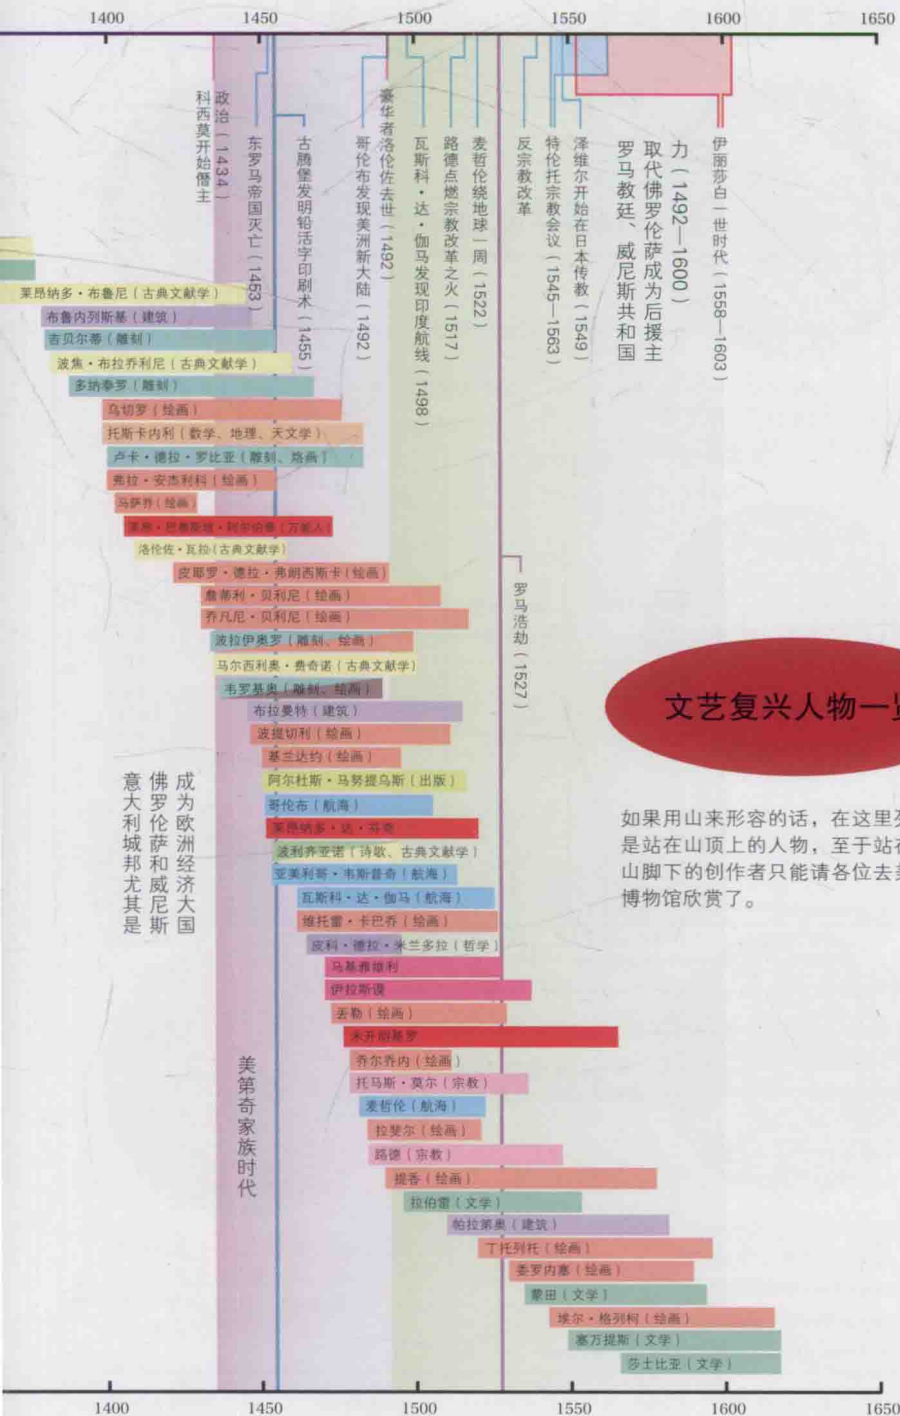 1400 1450 1500 1550 1600 1650
科西莫开始僭主
政治（1434）
东罗马帝国灭亡（1453）
古腾堡发明铅活字印刷术（1455）
哥伦布发现美洲新大陆（1492）
豪华者洛伦佐去世（1492）
瓦斯科·达·伽马发现印度航线（1498）
路德点燃宗教改革之火（1517）
麦哲伦绕地球一周（1522）
反宗教改革
特伦托宗教会议（1545—1563）
泽维尔开始在日本传教（1549）
罗马教廷、威尼斯共和国
取代佛罗伦萨成为后援主
力（1492—1600）
伊丽莎白一世时代（1558—1603）
莱昂纳多·布鲁尼（古典文献学）
布鲁内列斯基（建筑）
吉贝尔蒂（雕刻）
波焦·布拉乔利尼（古典文献学）
多纳泰罗（雕刻）
乌切罗（绘画）
托斯卡内利（数学、地理、天文学）
卢卡·德拉·罗比亚（雕刻、烙画）
弗拉·安杰利科（绘画）
马萨乔（绘画）
莱昂·巴蒂斯塔·阿尔伯蒂（万能人）
洛伦佐·瓦拉（古典文献学）
皮耶罗·德拉·弗朗西斯卡（绘画）
詹蒂利·贝利尼（绘画）
乔凡尼·贝利尼（绘画）
波拉伊奥罗（雕刻、绘画）
马尔西利奥·费奇诺（古典文献学）
韦罗基奥（雕刻、绘画）
布拉曼特（建筑）
波提切利（绘画）
基兰达约（绘画）
阿尔杜斯·马努提乌斯（出版）
哥伦布（航海）
莱昂纳多·达·芬奇
波利齐亚诺（诗歌、古典文献学）
亚美利哥·韦斯普奇（航海）
瓦斯科·达·伽马（航海）
维托雷·卡巴乔（绘画）
皮科·德拉·米兰多拉（哲学）
马基雅维利
伊拉斯谟
丢勒（绘画）
米开朗基罗
乔尔乔内（绘画）
托马斯·莫尔（宗教）
麦哲伦（航海）
拉斐尔（绘画）
路德（宗教）
提香（绘画）
拉伯雷（文学）
帕拉第奥（建筑）
丁托列托（绘画）
委罗内塞（绘画）
蒙田（文学）
埃尔·格列柯（绘画）
塞万提斯（文学）
莎士比亚（文学）
罗马浩劫（1527）
文艺复兴人物一
如果用山来形容的话，在这里
是站在山顶上的人物，至于站在
山脚下的创作者只能请各位去
博物馆欣赏了。
意大利城邦尤其是
佛罗伦萨和威尼斯
成为欧洲经济大国
美第奇家族时代
1400 1450 1500 1550 1600 1650